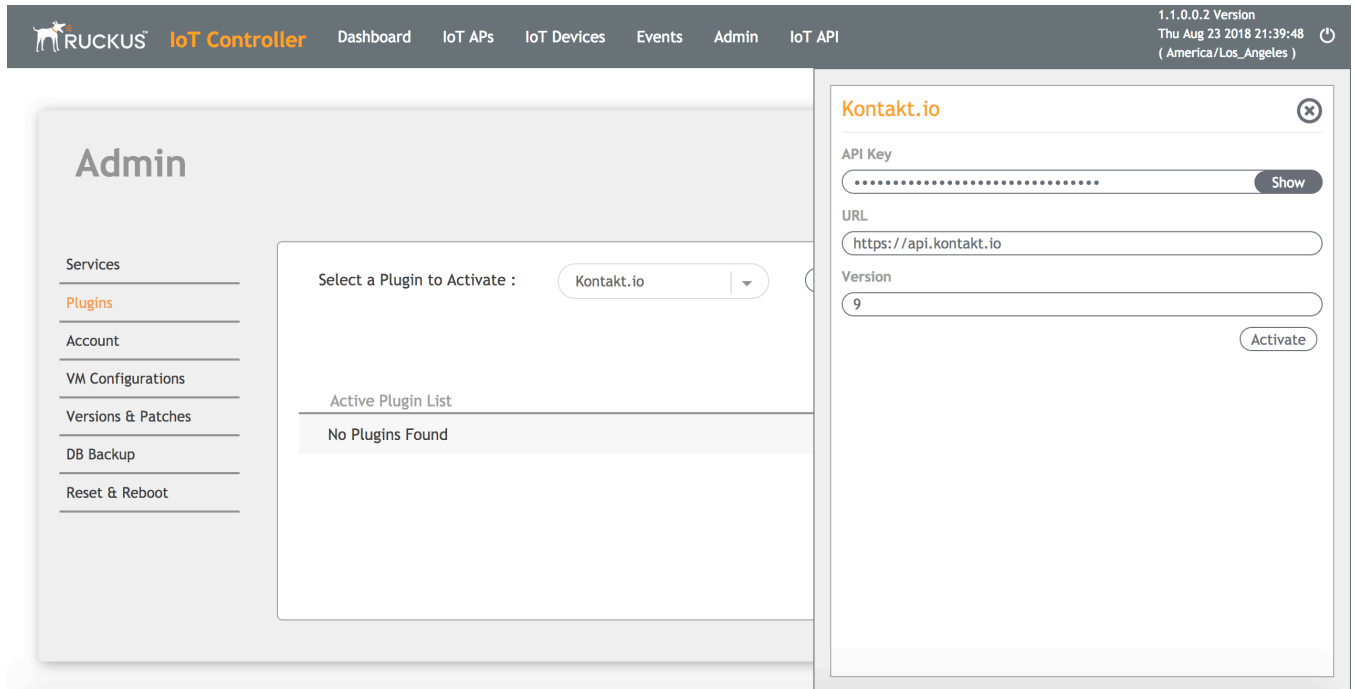 RUCKUS™ IoT Controller Dashboard IoT APs IoT Devices Events Admin IoT API
1.1.0.0.2 Version
Thu Aug 23 2018 21:39:48
( America/Los_Angeles )
Admin
Services
Plugins
Account
VM Configurations
Versions & Patches
DB Backup
Reset & Reboot
Select a Plugin to Activate : Kontakt.io
Active Plugin List
No Plugins Found
Kontakt.io
API Key
•••••••••••••••••••••••••••••••• Show
URL
https://api.kontakt.io
Version
9
Activate